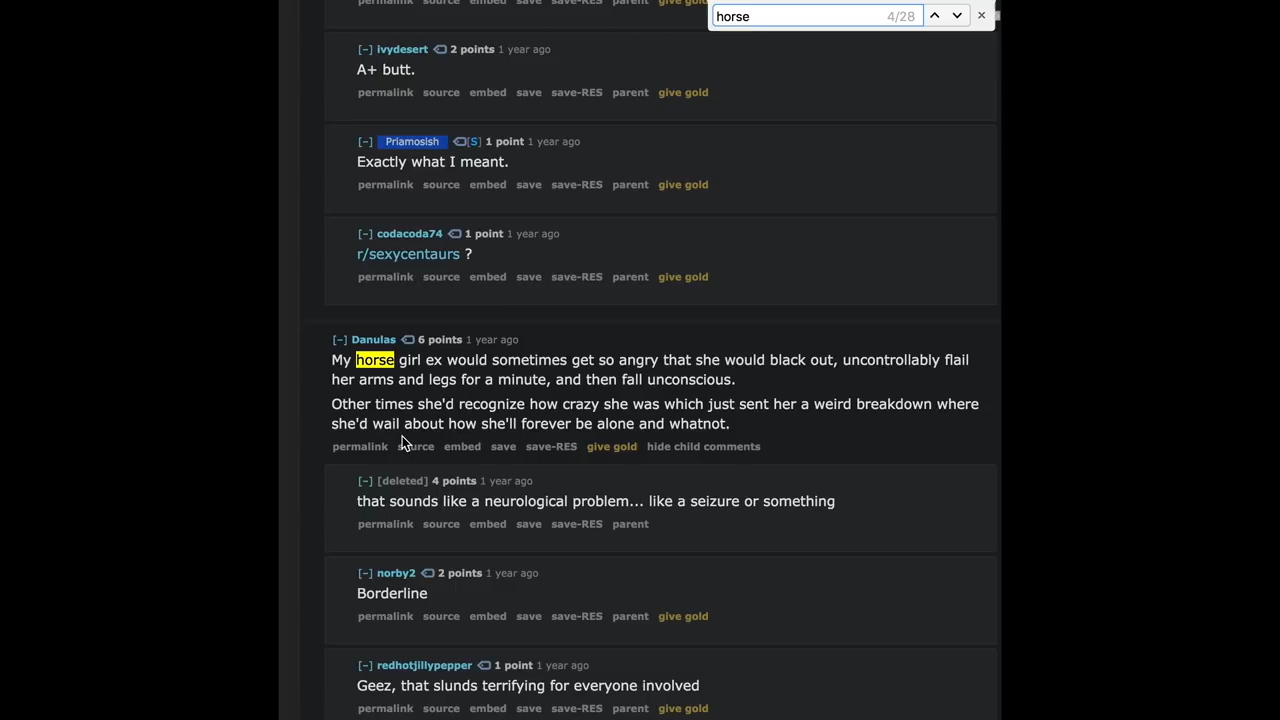 horse 4/28
permalink source embed save save-RES parent give gold
[–] ivydesert 2 points 1 year ago
A+ butt.
permalink source embed save save-RES parent give gold
[–] Priamosish [S] 1 point 1 year ago
Exactly what I meant.
permalink source embed save save-RES parent give gold
[–] codacoda74 1 point 1 year ago
r/sexycentaurs ?
permalink source embed save save-RES parent give gold
[–] Danulas 6 points 1 year ago
My horse girl ex would sometimes get so angry that she would black out, uncontrollably flail
her arms and legs for a minute, and then fall unconscious.
Other times she'd recognize how crazy she was which just sent her a weird breakdown where
she'd wail about how she'll forever be alone and whatnot.
permalink source embed save save-RES give gold hide child comments
[–] [deleted] 4 points 1 year ago
that sounds like a neurological problem... like a seizure or something
permalink source embed save save-RES parent
[–] norby2 2 points 1 year ago
Borderline
permalink source embed save save-RES parent give gold
[–] redhotjillypepper 1 point 1 year ago
Geez, that slunds terrifying for everyone involved
permalink source embed save save-RES parent give gold